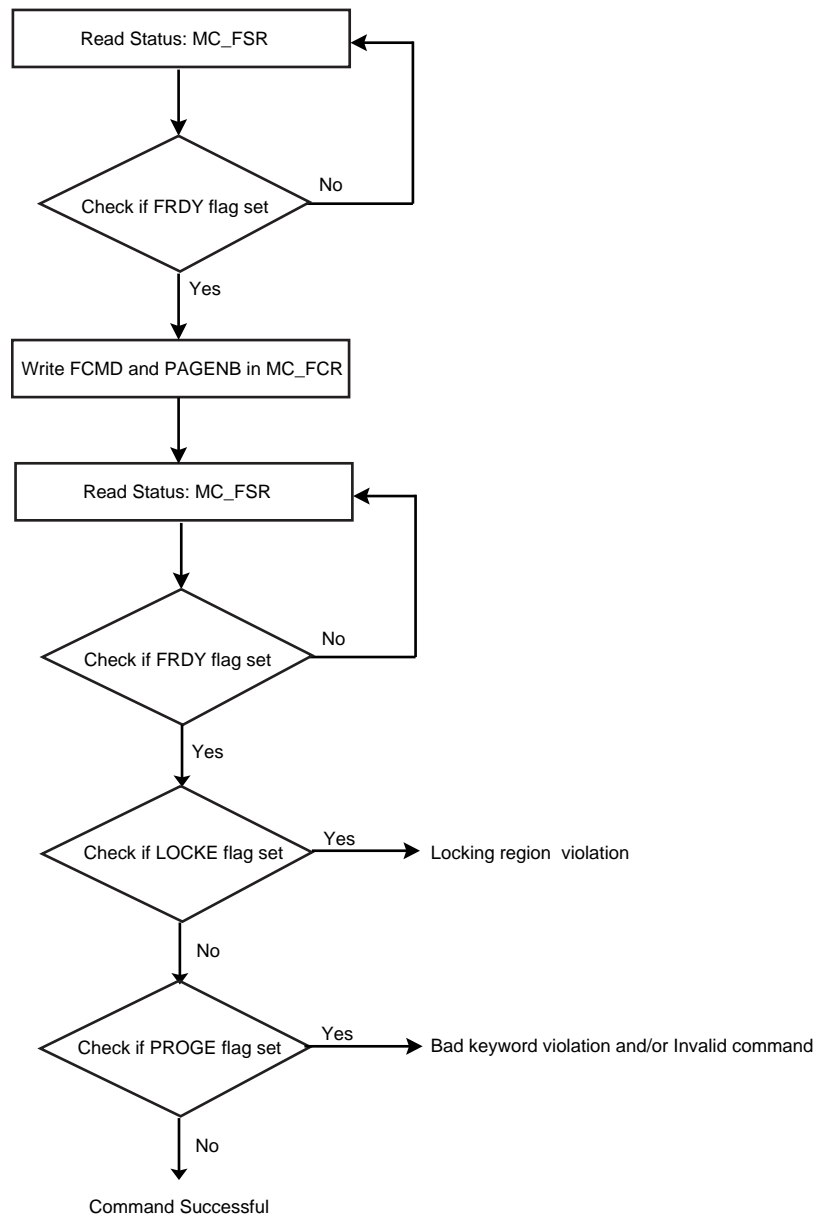 Read Status: MC_FSR
Check if FRDY flag set
No
Yes
Write FCMD and PAGENB in MC_FCR
Read Status: MC_FSR
Check if FRDY flag set
No
Yes
Check if LOCKE flag set
Yes
Locking region violation
No
Check if PROGE flag set
Yes
Bad keyword violation and/or Invalid command
No
Command Successful